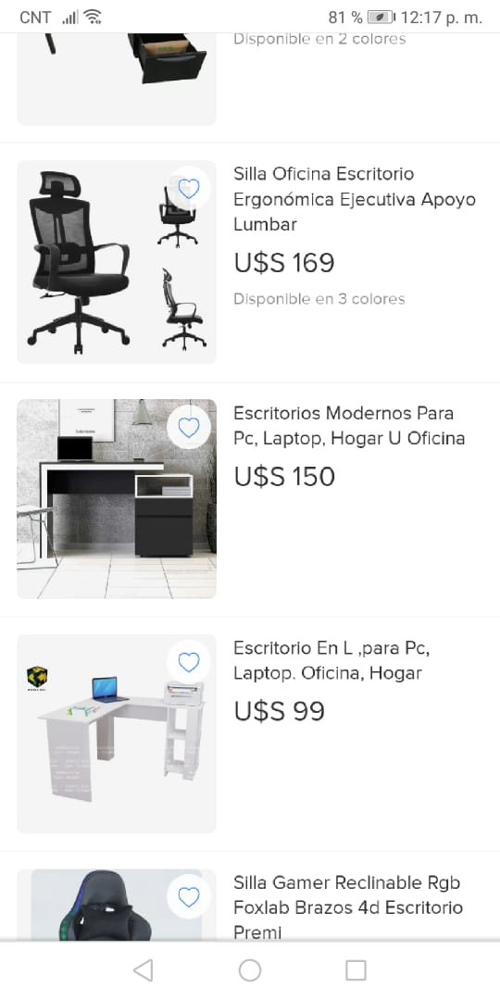 CNT
81 %
12:17 p. m.
Disponible en 2 colores
Silla Oficina Escritorio
Ergonómica Ejecutiva Apoyo
Lumbar
U$S 169
Disponible en 3 colores
Escritorios Modernos Para
Pc, Laptop, Hogar U Oficina
U$S 150
Escritorio En L ,para Pc,
Laptop. Oficina, Hogar
U$S 99
Silla Gamer Reclinable Rgb
Foxlab Brazos 4d Escritorio
Premi